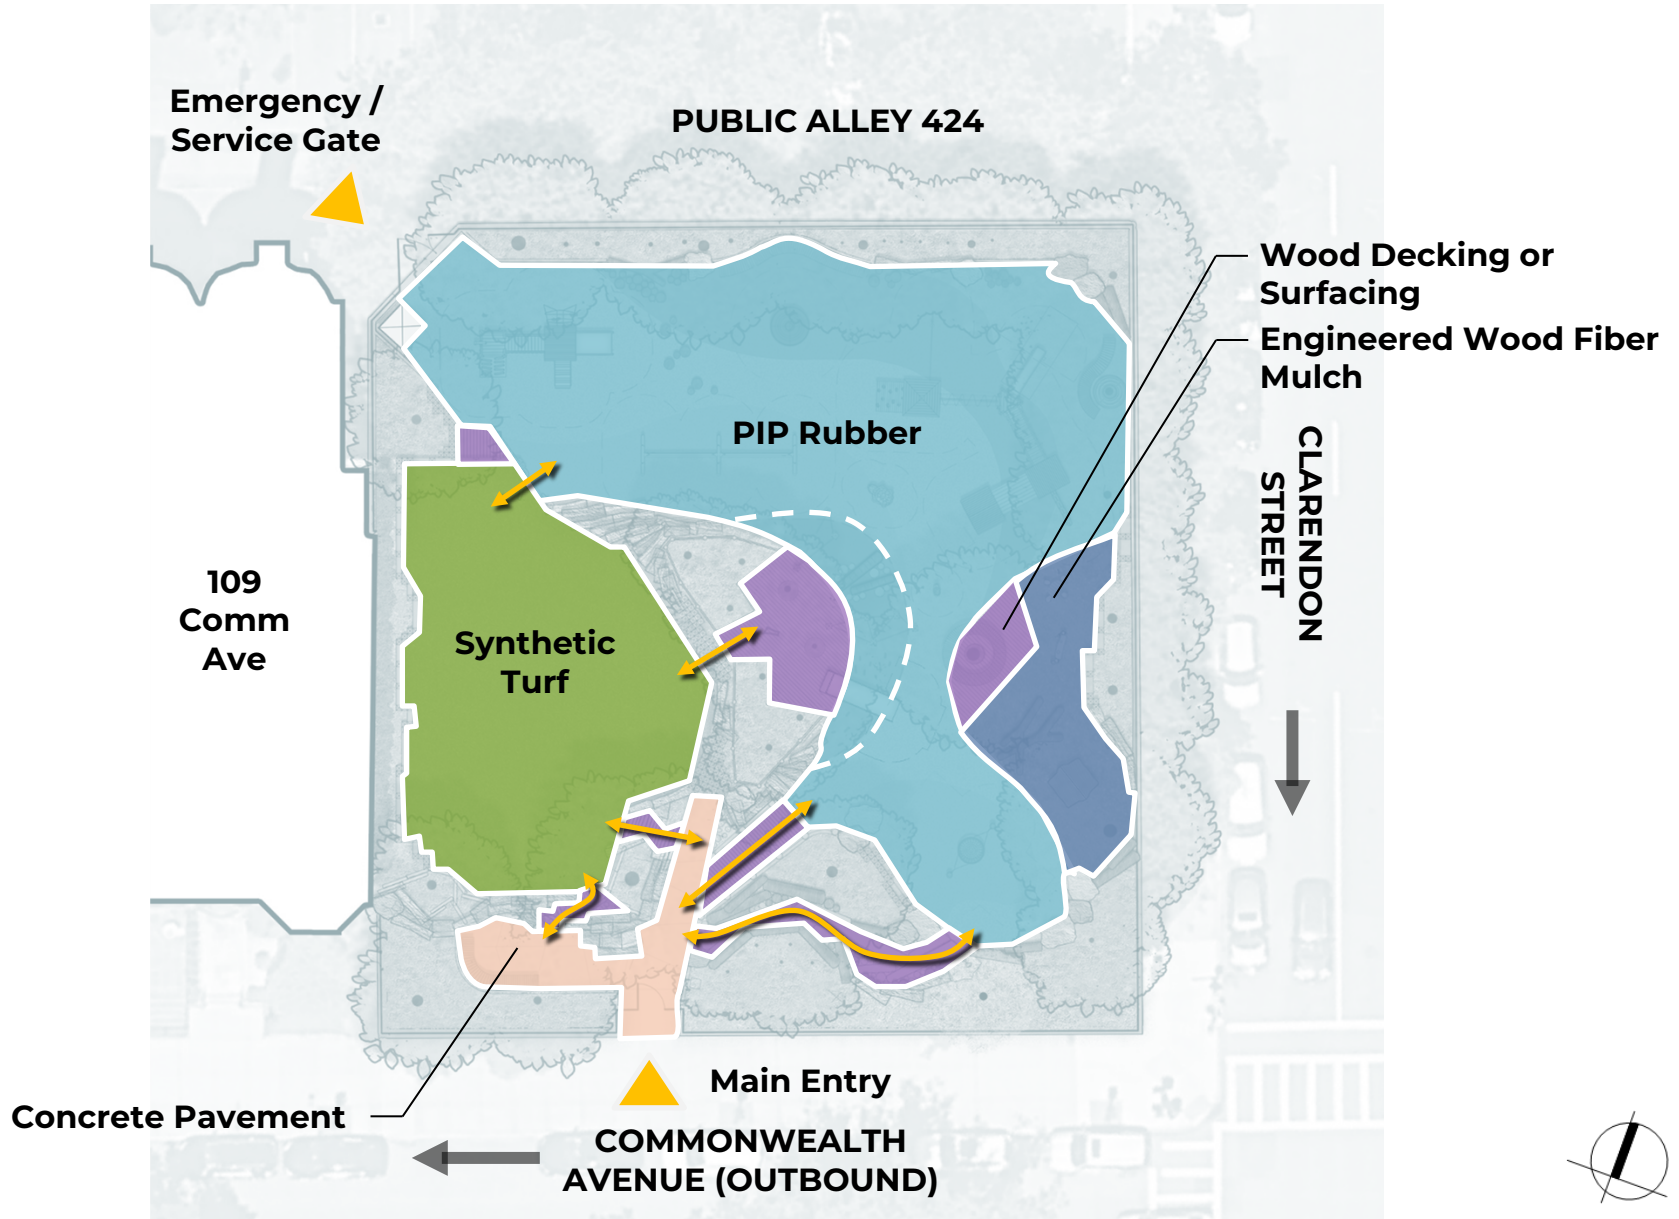 Emergency /
Service Gate
PUBLIC ALLEY 424
Wood Decking or
Surfacing
Engineered Wood Fiber
Mulch
PIP Rubber
CLARENDON
STREET
109
Comm
Ave
Synthetic
Turf
Main Entry
Concrete Pavement
COMMONWEALTH
AVENUE (OUTBOUND)